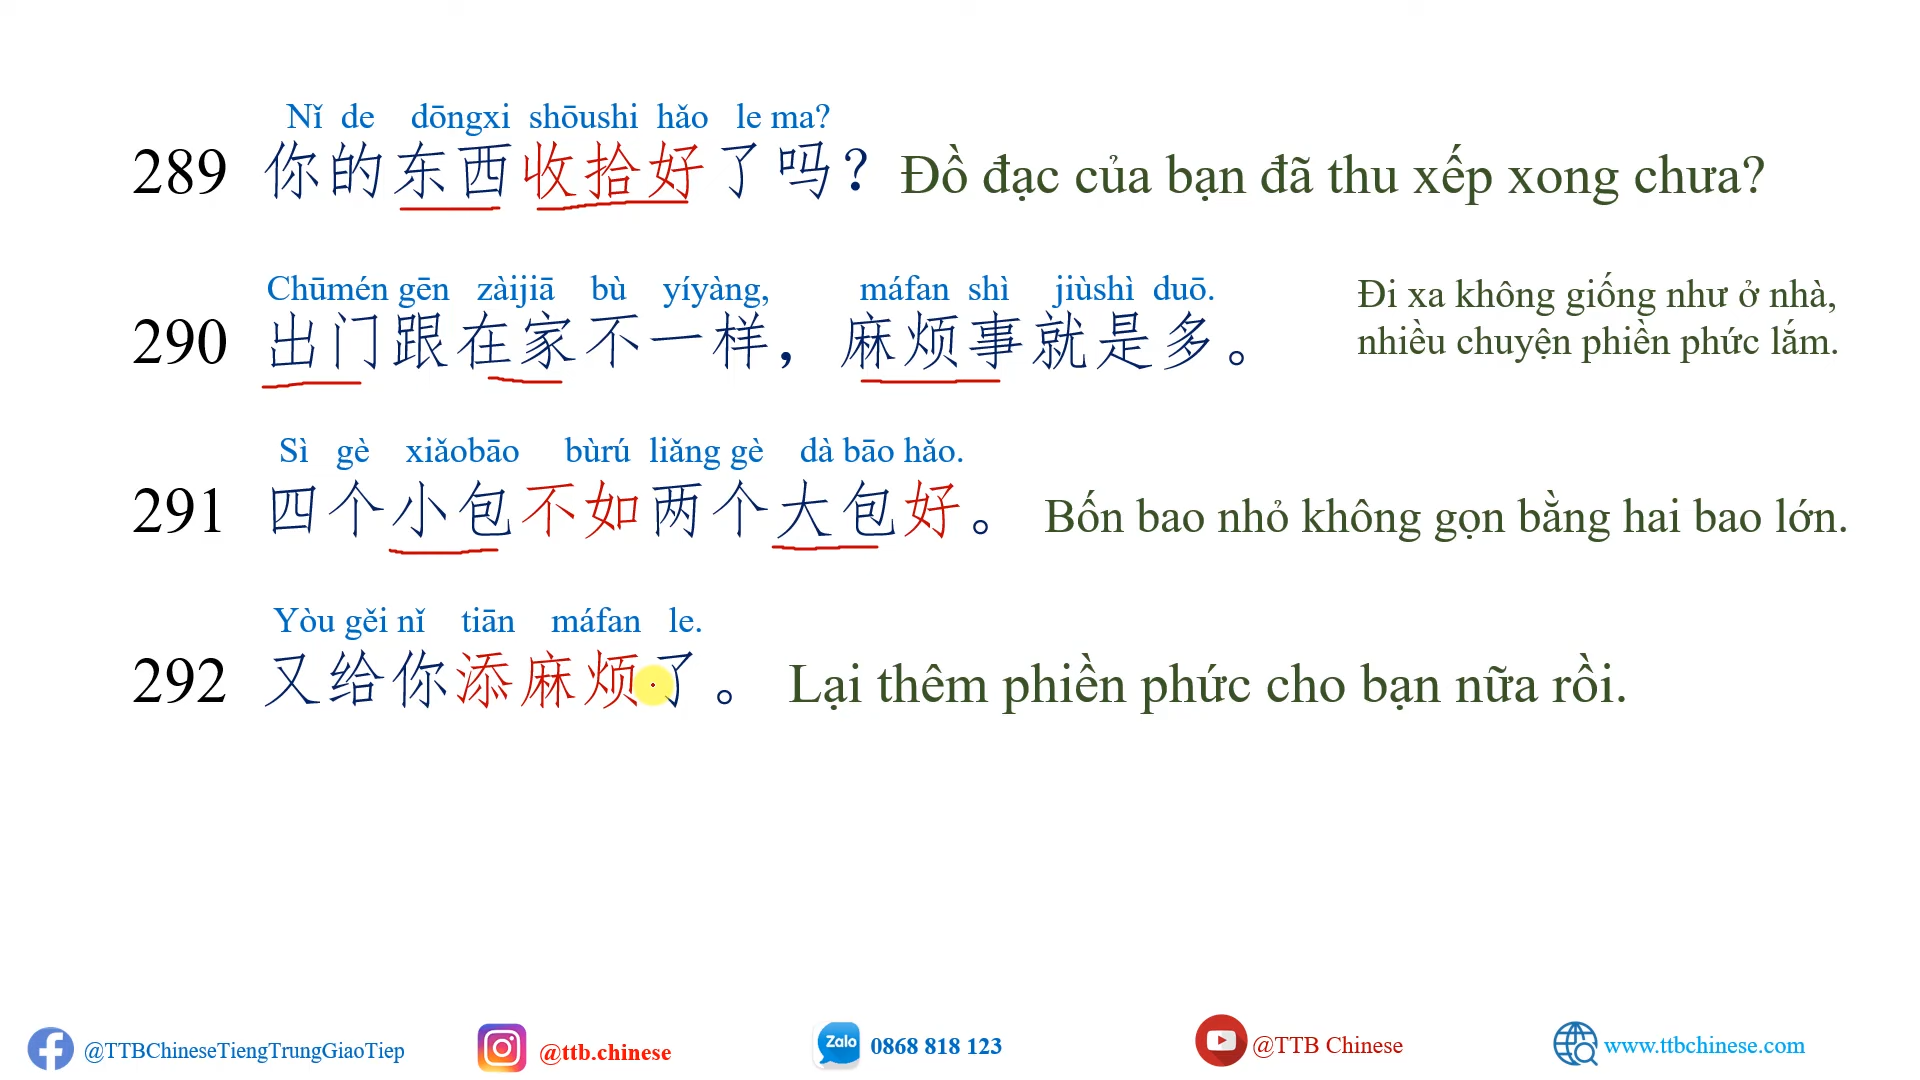 Nǐ de dōngxi shōushi hǎo le ma?
289 你的东西收拾好了吗? Đồ đạc của bạn đã thu xếp xong chưa?
Chūmén gēn zàijiā bù yíyàng, máfan shì jiùshì duō.
290 出门跟在家不一样，麻烦事就是多。
Đi xa không giống như ở nhà,
nhiều chuyện phiền phức lắm.
Sì gè xiǎobāo bùrú liǎng gè dà bāo hǎo.
291 四个小包不如两个大包好。 Bốn bao nhỏ không gọn bằng hai bao lớn.
Yòu gěi nǐ tiān máfan le.
292 又给你添麻烦了。 Lại thêm phiền phức cho bạn nữa rồi.
@TTBChineseTiengTrungGiaoTiep @ttb.chinese Zalo 0868 818 123 @TTB Chinese www.ttbchinese.com